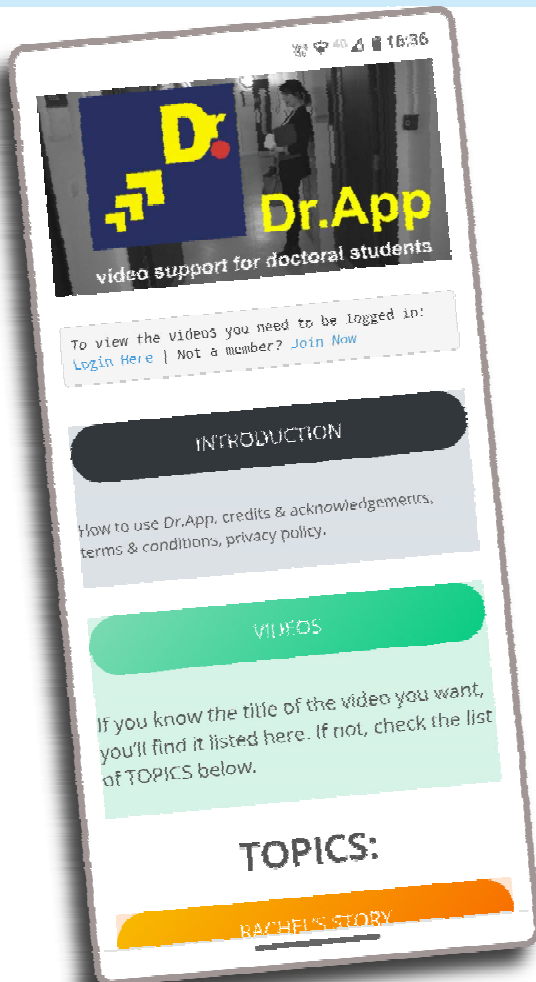 4G 18:36
Dr.
Dr.App
video support for doctoral students
To view the videos you need to be logged in!
Login Here | Not a member? Join Now
INTRODUCTION
How to use Dr.App, credits & acknowledgements,
terms & conditions, privacy policy.
VIDEOS
If you know the title of the video you want,
you'll find it listed here. If not, check the list
of TOPICS below.
TOPICS:
RACHEL'S STORY